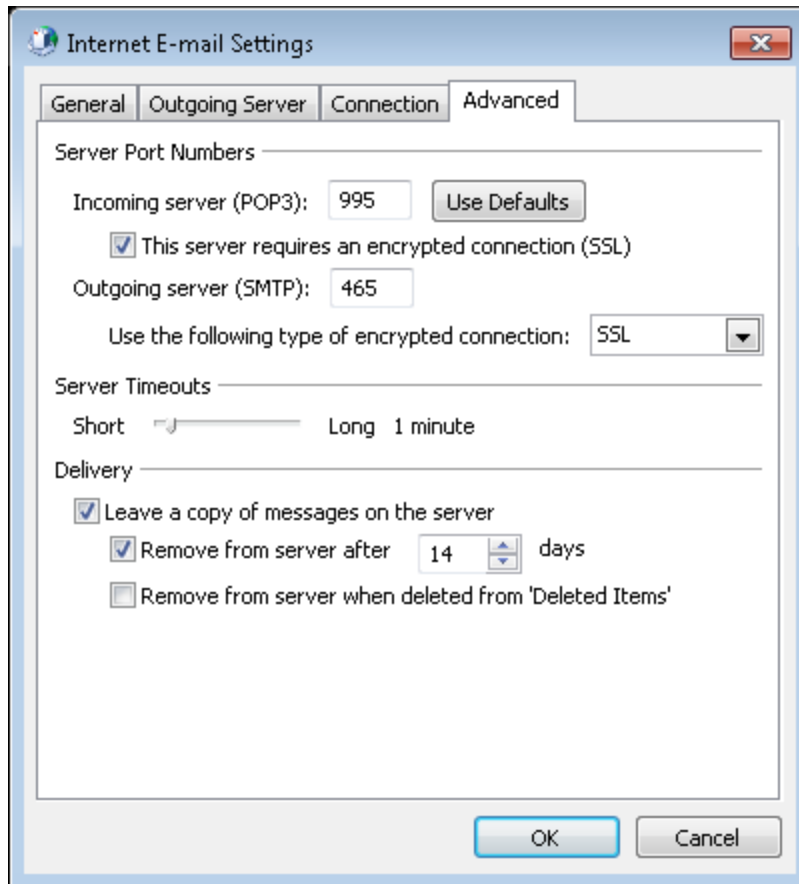 Internet E-mail Settings
General Outgoing Server Connection Advanced
Server Port Numbers
Incoming server (POP3): 995 Use Defaults
This server requires an encrypted connection (SSL)
Outgoing server (SMTP): 465
Use the following type of encrypted connection: SSL
Server Timeouts
Short Long 1 minute
Delivery
Leave a copy of messages on the server
Remove from server after 14 days
Remove from server when deleted from 'Deleted Items'
OK Cancel